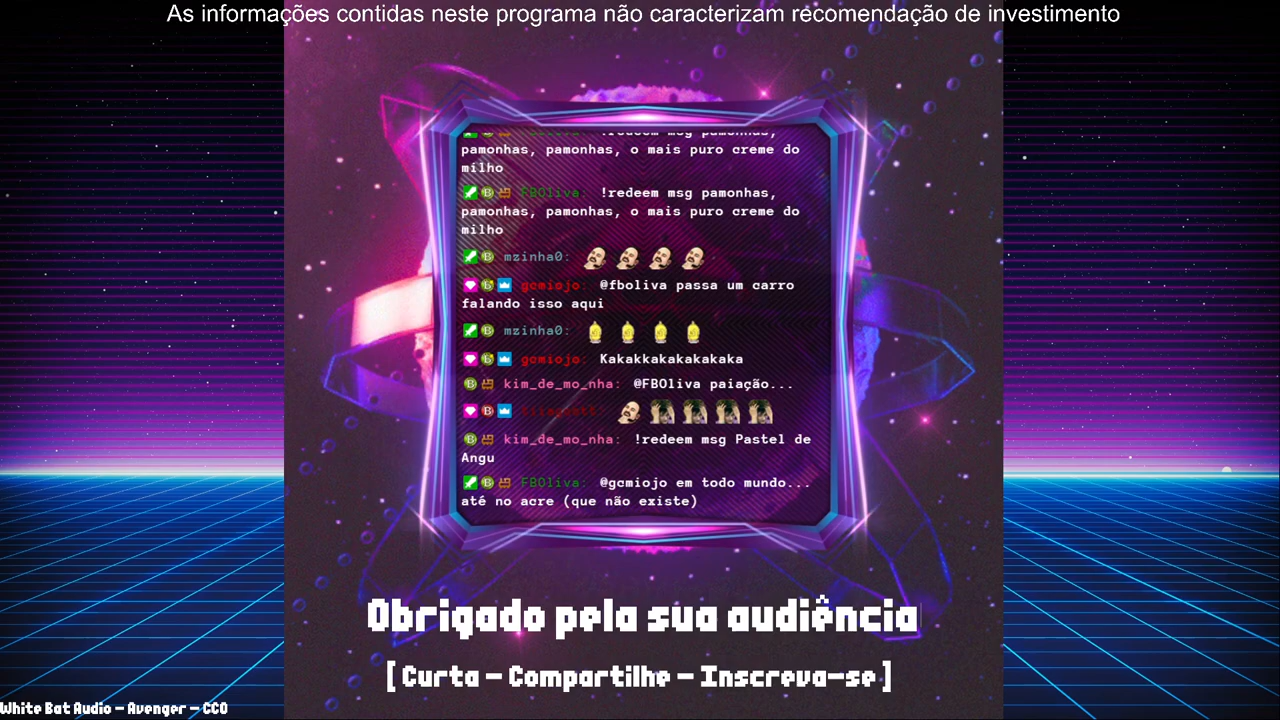 As informações contidas neste programa não caracterizam recomendação de investimento
!redeem msg pamonhas,
pamonhas, pamonhas, o mais puro creme do
milho
FBOliva: !redeem msg pamonhas,
pamonhas, pamonhas, o mais puro creme do
milho
mzinha0:
gcmiojo: @fboliva passa um carro
falando isso aqui
mzinha0:
gcmiojo: Kakakkakakakakaka
kim_de_mo_nha: @FBOliva paiação...
kim_de_mo_nha: !redeem msg Pastel de
Angu
FBOliva: @gcmiojo em todo mundo...
até no acre (que não existe)
Obrigado pela sua audiência
[ Curta - Compartilhe - Inscreva-se ]
White Bat Audio - Avenger - CC0